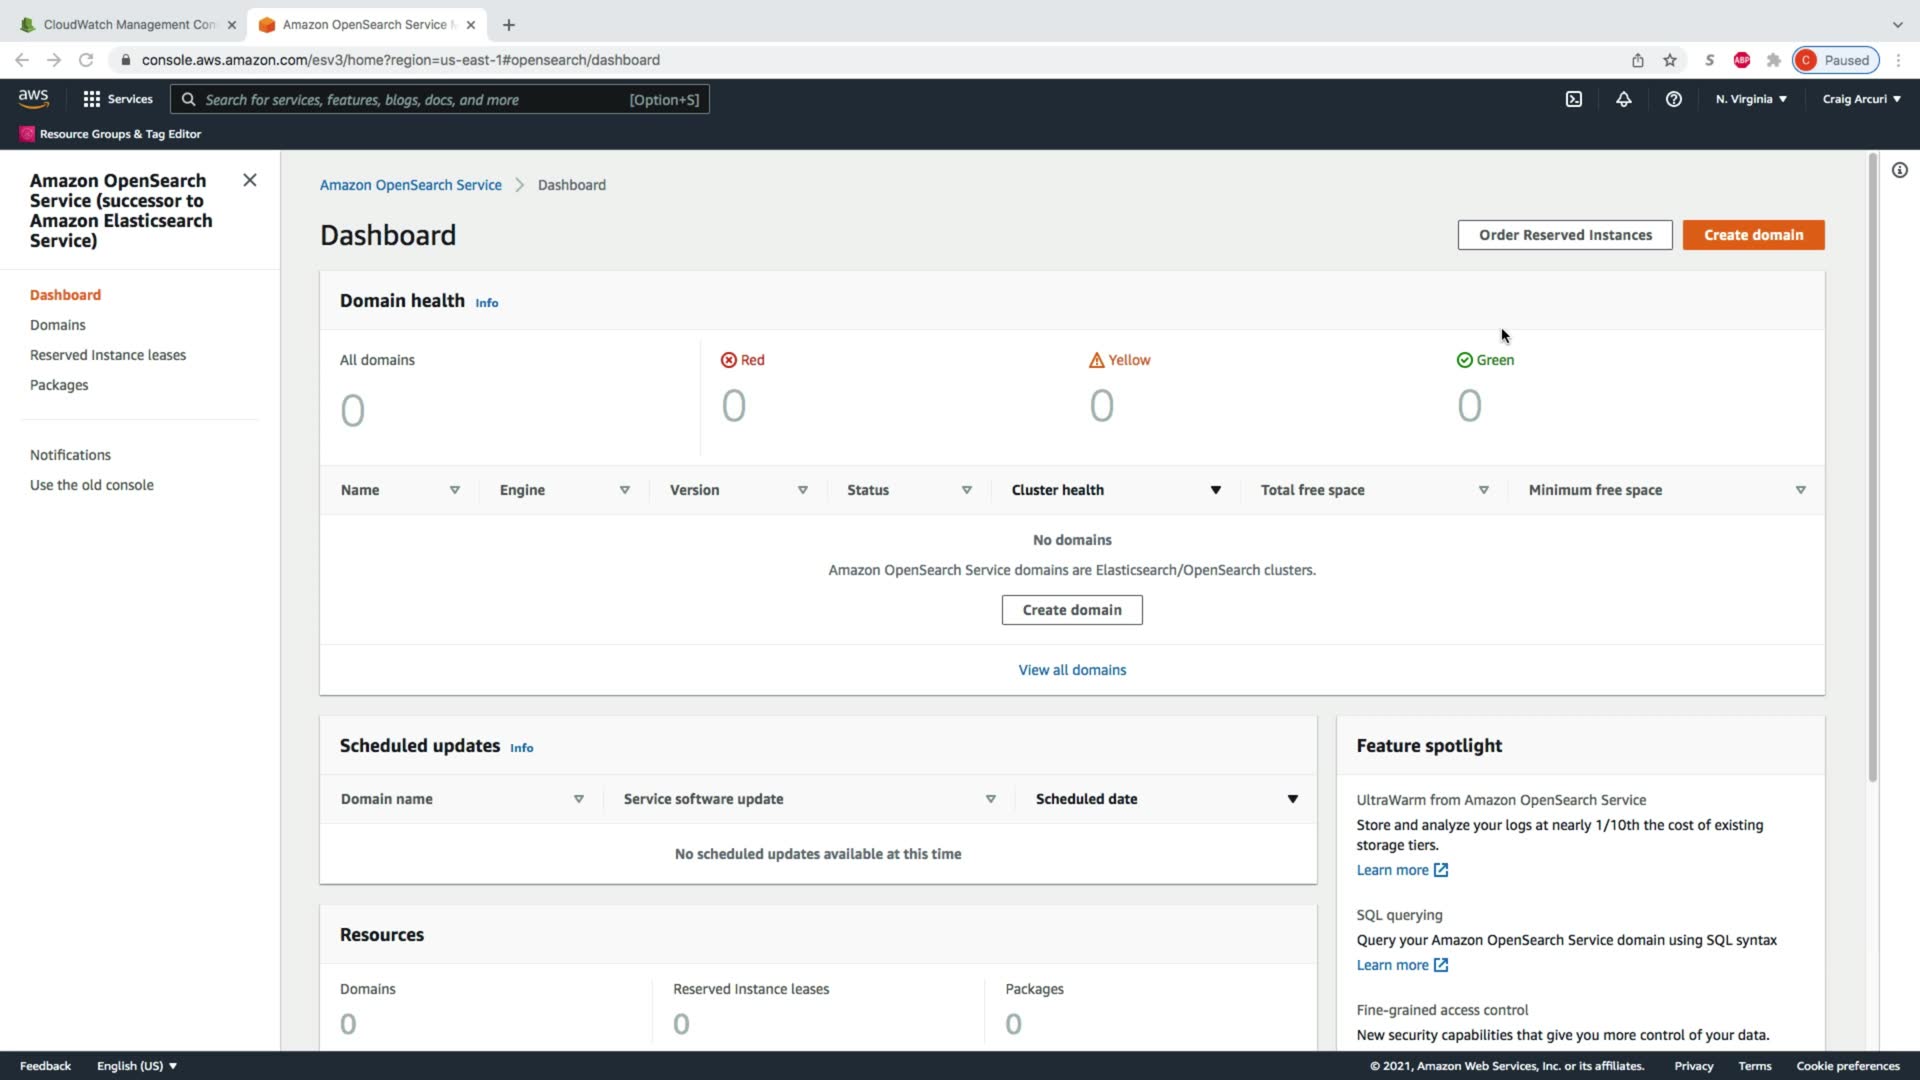 CloudWatch Management Con
Amazon OpenSearch Service M
console.aws.amazon.com/esv3/home?region=us-east-1#opensearch/dashboard
S
ABP
C
Paused
aws
Services
Search for services, features, blogs, docs, and more
[Option+S]
N. Virginia
Craig Arcuri
Resource Groups & Tag Editor
Amazon OpenSearch
Service (successor to
Amazon Elasticsearch
Service)
Dashboard
Domains
Reserved Instance leases
Packages
Notifications
Use the old console
Amazon OpenSearch Service
Dashboard
Dashboard
Order Reserved Instances
Create domain
Domain health Info
All domains
0
Red
0
Yellow
0
Green
0
Name
Engine
Version
Status
Cluster health
Total free space
Minimum free space
No domains
Amazon OpenSearch Service domains are Elasticsearch/OpenSearch clusters.
Create domain
View all domains
Scheduled updates Info
Domain name
Service software update
Scheduled date
No scheduled updates available at this time
Resources
Domains
0
Reserved Instance leases
0
Packages
0
Feature spotlight
UltraWarm from Amazon OpenSearch Service
Store and analyze your logs at nearly 1/10th the cost of existing
storage tiers.
Learn more
SQL querying
Query your Amazon OpenSearch Service domain using SQL syntax
Learn more
Fine-grained access control
New security capabilities that give you more control of your data.
Feedback
English (US)
© 2021, Amazon Web Services, Inc. or its affiliates.
Privacy
Terms
Cookie preferences